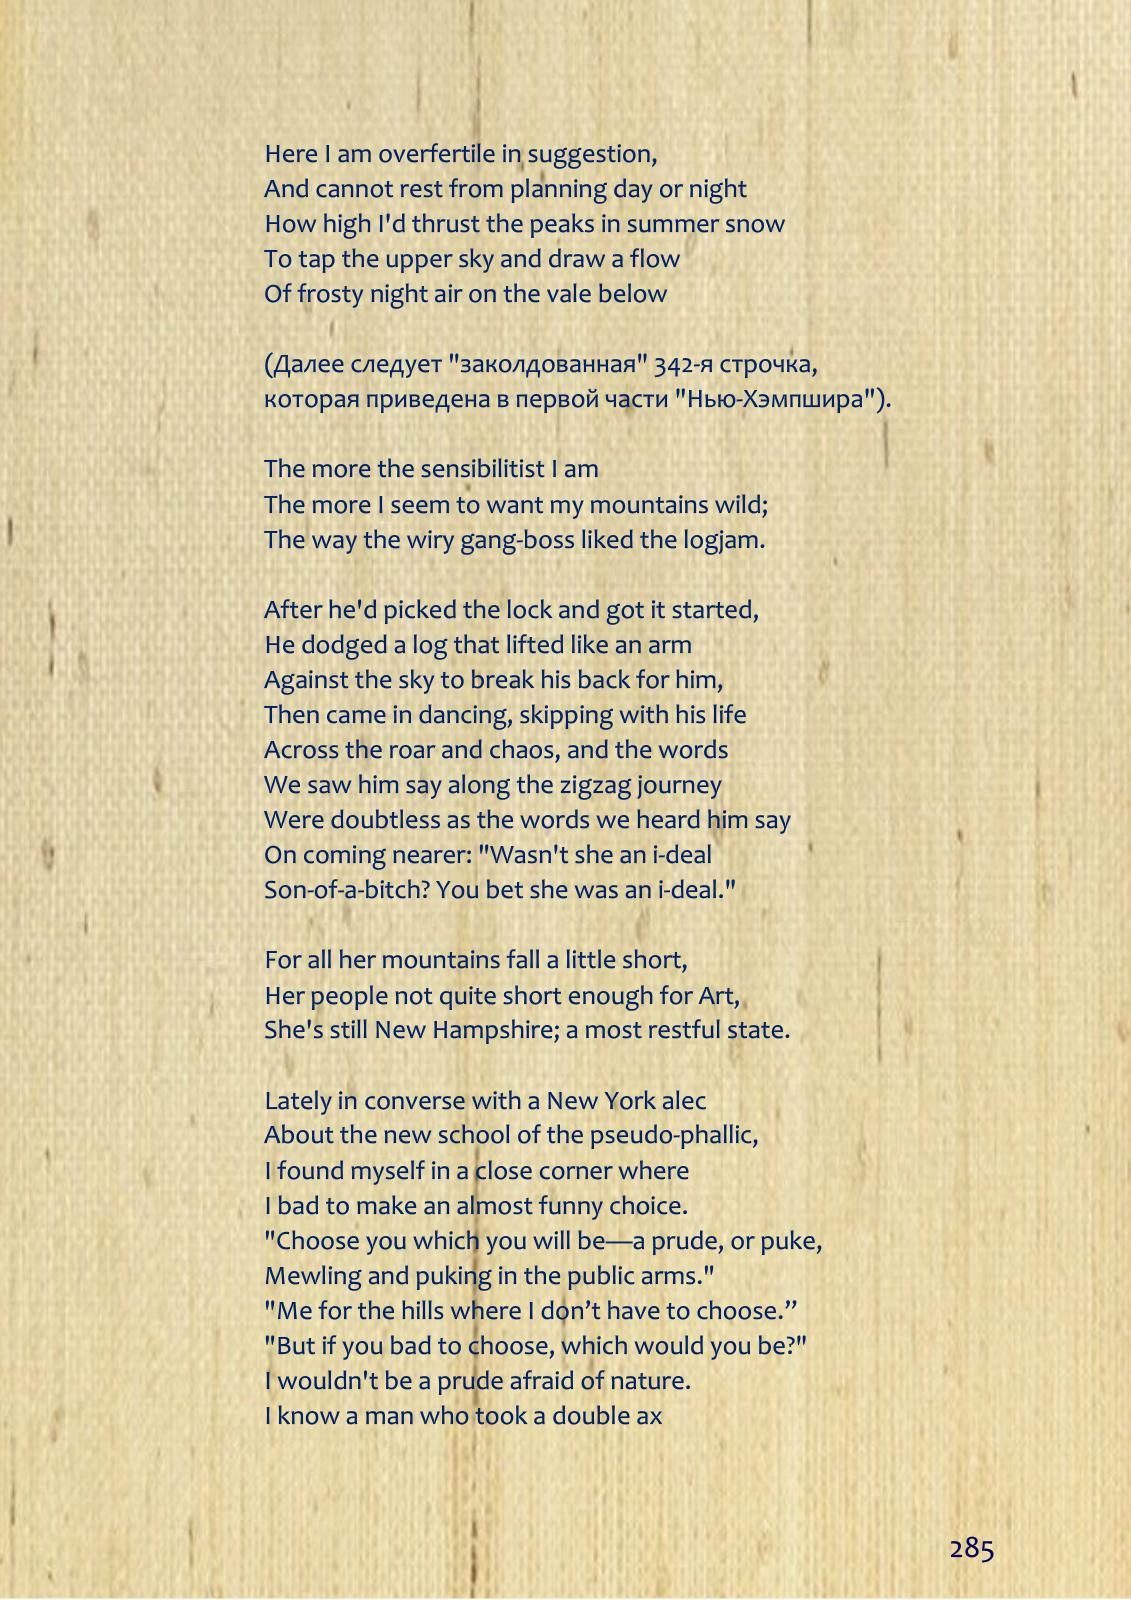 Here I am overfertile in suggestion,
And cannot rest from planning day or night
How high I'd thrust the peaks in summer snow
To tap the upper sky and draw a flow
Of frosty night air on the vale below
(Далее следует "заколдованная" 342-я строчка,
которая приведена в первой части "Нью-Хэмпшира").
The more the sensibilitist I am
The more I seem to want my mountains wild;
The way the wiry gang-boss liked the logjam.
After he'd picked the lock and got it started,
He dodged a log that lifted like an arm
Against the sky to break his back for him,
Then came in dancing, skipping with his life
Across the roar and chaos, and the words
We saw him say along the zigzag journey
Were doubtless as the words we heard him say
On coming nearer: "Wasn't she an i-deal
Son-of-a-bitch? You bet she was an i-deal."
For all her mountains fall a little short,
Her people not quite short enough for Art,
She's still New Hampshire; a most restful state.
Lately in converse with a New York alec
About the new school of the pseudo-phallic,
I found myself in a close corner where
I bad to make an almost funny choice.
"Choose you which you will be—a prude, or puke,
Mewling and puking in the public arms."
"Me for the hills where I don’t have to choose.”
"But if you bad to choose, which would you be?"
I wouldn't be a prude afraid of nature.
I know a man who took a double ax
285